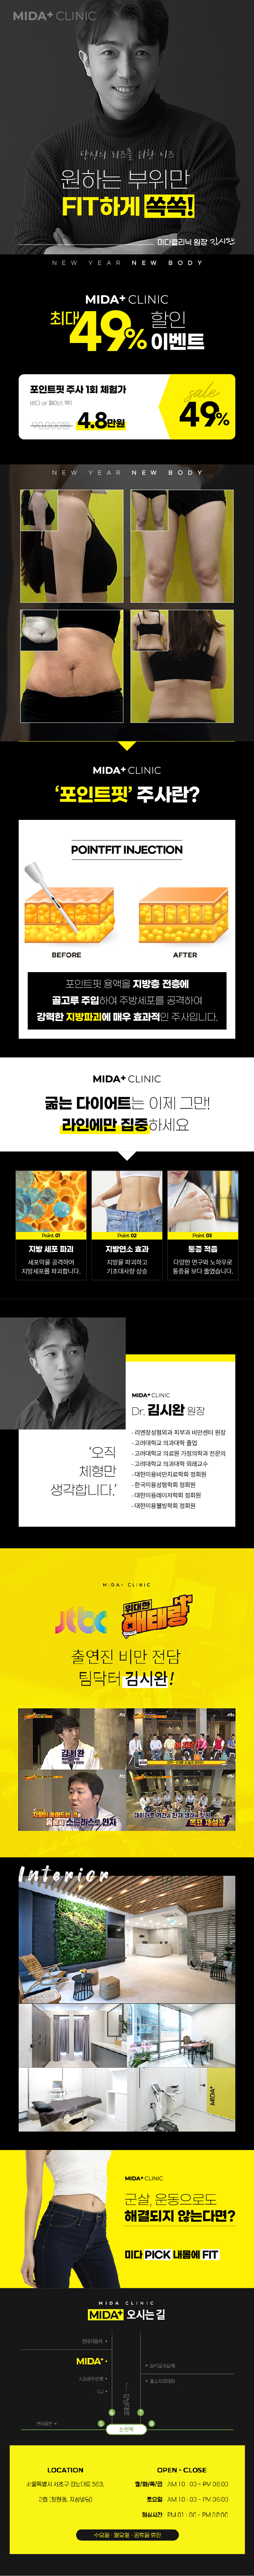 MIDA+ CLINIC
당신의 리즈를 위한 니즈
원하는 부위만
FIT하게 쏙쏙!
미다클리닉 원장 김시완
NEW YEAR NEW BODY
MIDA+ CLINIC
최대 49% 할인 이벤트
포인트핏 주사 1회 체험가
바디 or 페이스 택1
99,000원 4.8만원
sale
49%
NEW YEAR NEW BODY
MIDA+ CLINIC
‘포인트핏’ 주사란?
POINTFIT INJECTION
BEFORE
AFTER
포인트핏 용액을 지방층 전층에
골고루 주입하여 주방세포를 공격하여
강력한 지방파괴에 매우 효과적인 주사입니다.
MIDA+ CLINIC
굶는 다이어트는 이제 그만!
라인에만 집중하세요
Point 01
지방 세포 파괴
세포막을 공격하여
지방세포를 파괴합니다.
Point 02
지방연소 효과
지방을 파괴하고
기초대사량 상승
Point 03
통증 적음
다양한 연구와 노하우로
통증을 보다 줄였습니다.
MIDA+ CLINIC
Dr. 김시완 원장
‘오직
체형만
생각합니다.’
- 리엔장성형외과 피부과 비만센터 원장
- 고려대학교 의과대학 졸업
- 고려대학교 의료원 가정의학과 전문의
- 고려대학교 의과대학 외래교수
- 대한미용비만치료학회 정회원
- 한국미용성형학회 정회원
- 대한미용레이저학회 정회원
- 대한미용웰빙학회 정회원
MIDA+ CLINIC
jtbc
위대한 배태랑
출연진 비만 전담
팀닥터 김시완!
김시완
목표 재설정
Interior
MIDA+
MIDA+ CLINIC
군살, 운동으로도
해결되지 않는다면?
미다 PICK 내몸에 FIT
MIDA CLINIC
MIDA+ 오시는 길
MIDA+
논현역
LOCATION
서울특별시 서초구 강남대로 563,
2층 (잠원동, 지상빌딩)
OPEN - CLOSE
월/화/목/금 AM 10 : 00 ~ PM 08:00
토요일 AM 10 : 00 ~ PM 06:00
점심시간 PM 01 : 00 ~ PM 02:00
수요일 · 일요일 · 공휴일 휴진